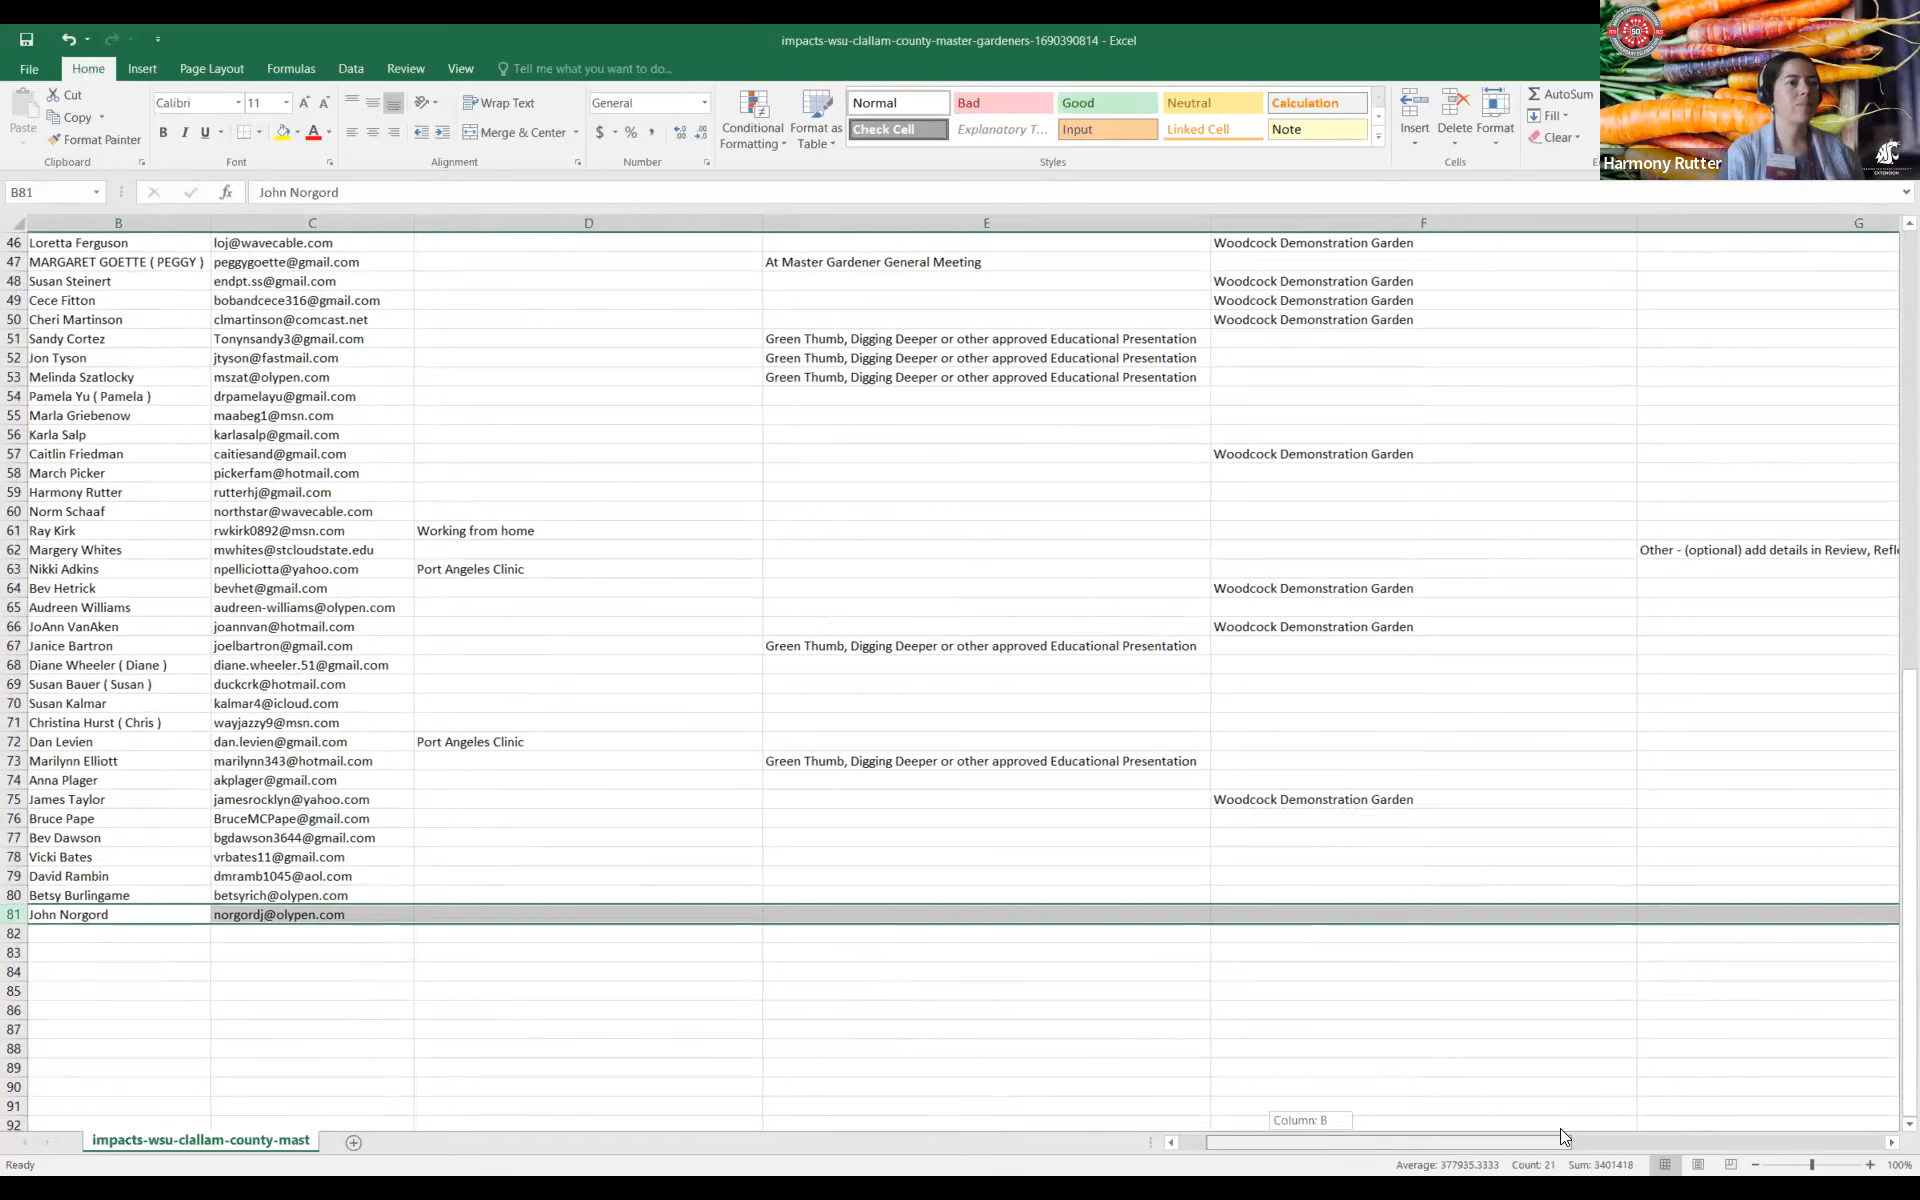 impacts-wsu-clallam-county-master-gardeners-1690390814 - Excel
File Home Insert Page Layout Formulas Data Review View Tell me what you want to do...
Cut
Copy
Format Painter
Paste
Clipboard
Calibri 11
B I U
Font
Wrap Text
Merge & Center
Alignment
General
$ % ,
Number
Conditional Formatting
Format as Table
Normal Bad Good Neutral Calculation
Check Cell Explanatory T... Input Linked Cell Note
Styles
Insert Delete Format
Cells
AutoSum
Fill
Clear
Harmony Rutter
B81 fx John Norgord
B C D E F G
46 Loretta Ferguson loj@wavecable.com Woodcock Demonstration Garden
47 MARGARET GOETTE ( PEGGY ) peggygoette@gmail.com At Master Gardener General Meeting
48 Susan Steinert endpt.ss@gmail.com Woodcock Demonstration Garden
49 Cece Fitton bobandcece316@gmail.com Woodcock Demonstration Garden
50 Cheri Martinson clmartinson@comcast.net Woodcock Demonstration Garden
51 Sandy Cortez Tonynsandy3@gmail.com Green Thumb, Digging Deeper or other approved Educational Presentation
52 Jon Tyson jtyson@fastmail.com Green Thumb, Digging Deeper or other approved Educational Presentation
53 Melinda Szatlocky mszat@olypen.com Green Thumb, Digging Deeper or other approved Educational Presentation
54 Pamela Yu ( Pamela ) drpamelayu@gmail.com
55 Marla Griebenow maabeg1@msn.com
56 Karla Salp karlasalp@gmail.com
57 Caitlin Friedman caitiesand@gmail.com Woodcock Demonstration Garden
58 March Picker pickerfam@hotmail.com
59 Harmony Rutter rutterhj@gmail.com
60 Norm Schaaf northstar@wavecable.com
61 Ray Kirk rwkirk0892@msn.com Working from home
62 Margery Whites mwhites@stcloudstate.edu Other - (optional) add details in Review, Refle
63 Nikki Adkins npelliciotta@yahoo.com Port Angeles Clinic
64 Bev Hetrick bevhet@gmail.com Woodcock Demonstration Garden
65 Audreen Williams audreen-williams@olypen.com
66 JoAnn VanAken joannvan@hotmail.com Woodcock Demonstration Garden
67 Janice Bartron joelbartron@gmail.com Green Thumb, Digging Deeper or other approved Educational Presentation
68 Diane Wheeler ( Diane ) diane.wheeler.51@gmail.com
69 Susan Bauer ( Susan ) duckcrk@hotmail.com
70 Susan Kalmar kalmar4@icloud.com
71 Christina Hurst ( Chris ) wayjazzy9@msn.com
72 Dan Levien dan.levien@gmail.com Port Angeles Clinic
73 Marilynn Elliott marilynn343@hotmail.com Green Thumb, Digging Deeper or other approved Educational Presentation
74 Anna Plager akplager@gmail.com
75 James Taylor jamesrocklyn@yahoo.com Woodcock Demonstration Garden
76 Bruce Pape BruceMCPape@gmail.com
77 Bev Dawson bgdawson3644@gmail.com
78 Vicki Bates vrbates11@gmail.com
79 David Rambin dmramb1045@aol.com
80 Betsy Burlingame betsyrich@olypen.com
81 John Norgord norgordj@olypen.com
82
83
84
85
86
87
88
89
90
91
92
Column: B
impacts-wsu-clallam-county-mast
Ready Average: 377935.3333 Count: 21 Sum: 3401418 100%